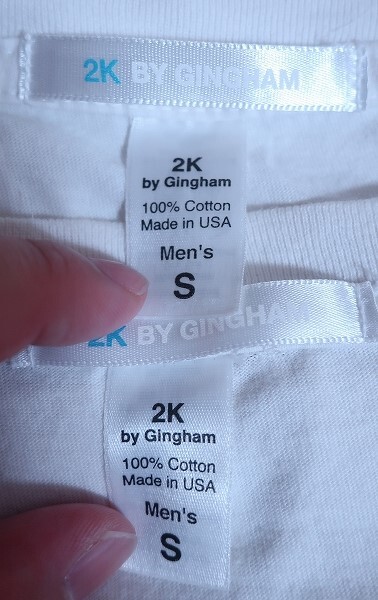 2K BY GINGHAM
2K
by Gingham
100% Cotton
Made in USA
Men's
S
2K BY GINGHAM
2K
by Gingham
100% Cotton
Made in USA
Men's
S